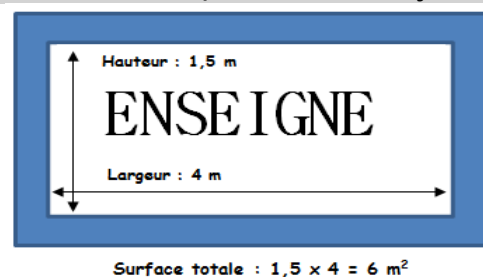 Hauteur : 1,5 m
ENSEIGNE
Largeur : 4 m
Surface totale : 1,5 x 4 = 6 m²